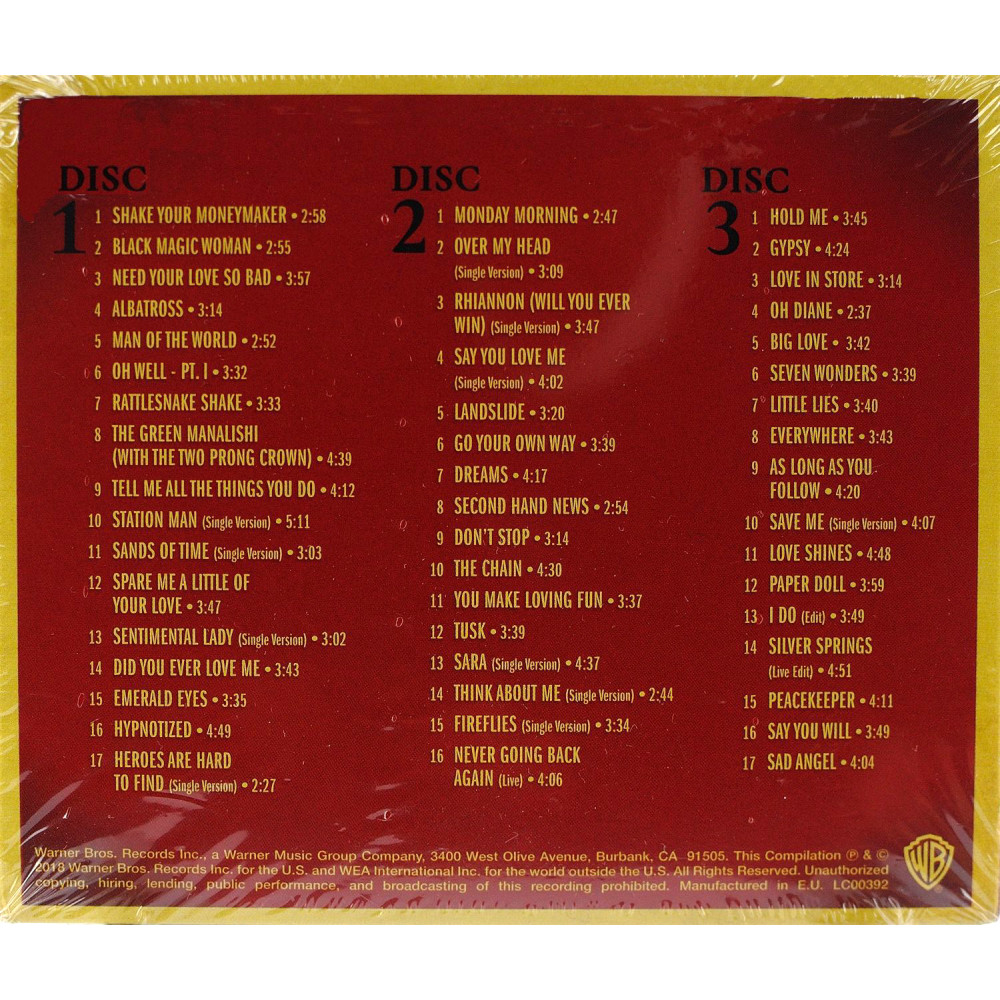 DISC
1
1 SHAKE YOUR MONEYMAKER • 2:58
2 BLACK MAGIC WOMAN • 2:55
3 NEED YOUR LOVE SO BAD • 3:57
4 ALBATROSS • 3:14
5 MAN OF THE WORLD • 2:52
6 OH WELL - PT. I • 3:32
7 RATTLESNAKE SHAKE • 3:33
8 THE GREEN MANALISHI
(WITH THE TWO PRONG CROWN) • 4:39
9 TELL ME ALL THE THINGS YOU DO • 4:12
10 STATION MAN (Single Version) • 5:11
11 SANDS OF TIME (Single Version) • 3:03
12 SPARE ME A LITTLE OF
YOUR LOVE • 3:47
13 SENTIMENTAL LADY (Single Version) • 3:02
14 DID YOU EVER LOVE ME • 3:43
15 EMERALD EYES • 3:35
16 HYPNOTIZED • 4:49
17 HEROES ARE HARD
TO FIND (Single Version) • 2:27
DISC
2
1 MONDAY MORNING • 2:47
2 OVER MY HEAD
(Single Version) • 3:09
3 RHIANNON (WILL YOU EVER
WIN) (Single Version) • 3:47
4 SAY YOU LOVE ME
(Single Version) • 4:02
5 LANDSLIDE • 3:20
6 GO YOUR OWN WAY • 3:39
7 DREAMS • 4:17
8 SECOND HAND NEWS • 2:54
9 DON'T STOP • 3:14
10 THE CHAIN • 4:30
11 YOU MAKE LOVING FUN • 3:37
12 TUSK • 3:39
13 SARA (Single Version) • 4:37
14 THINK ABOUT ME (Single Version) • 2:44
15 FIREFLIES (Single Version) • 3:34
16 NEVER GOING BACK
AGAIN (Live) • 4:06
DISC
3
1 HOLD ME • 3:45
2 GYPSY • 4:24
3 LOVE IN STORE • 3:14
4 OH DIANE • 2:37
5 BIG LOVE • 3:42
6 SEVEN WONDERS • 3:39
7 LITTLE LIES • 3:40
8 EVERYWHERE • 3:43
9 AS LONG AS YOU
FOLLOW • 4:20
10 SAVE ME (Single Version) • 4:07
11 LOVE SHINES • 4:48
12 PAPER DOLL • 3:59
13 I DO (Edit) • 3:49
14 SILVER SPRINGS
(Live Edit) • 4:51
15 PEACEKEEPER • 4:11
16 SAY YOU WILL • 3:49
17 SAD ANGEL • 4:04
Warner Bros. Records Inc., a Warner Music Group Company, 3400 West Olive Avenue, Burbank, CA 91505. This Compilation ℗ & ©
2018 Warner Bros. Records Inc. for the U.S. and WEA International Inc. for the world outside the U.S. All Rights Reserved. Unauthorized
copying, hiring, lending, public performance, and broadcasting of this recording prohibited. Manufactured in E.U. LC00392
WB